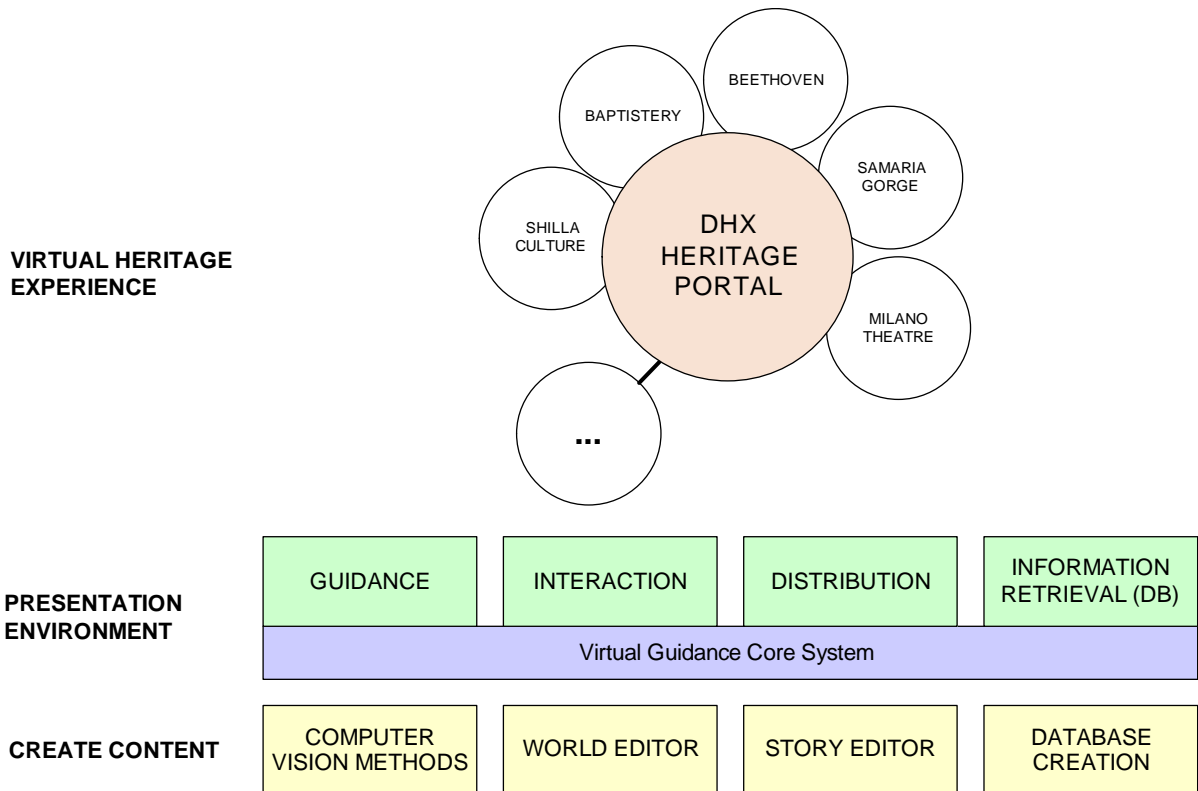 BEETHOVEN
BAPTISTERY
SAMARIA
GORGE
SHILLA
CULTURE
DHX
HERITAGE
PORTAL
VIRTUAL HERITAGE
EXPERIENCE
MILANO
THEATRE
...
PRESENTATION
ENVIRONMENT
GUIDANCE
INTERACTION
DISTRIBUTION
INFORMATION
RETRIEVAL (DB)
Virtual Guidance Core System
CREATE CONTENT
COMPUTER
VISION METHODS
WORLD EDITOR
STORY EDITOR
DATABASE
CREATION